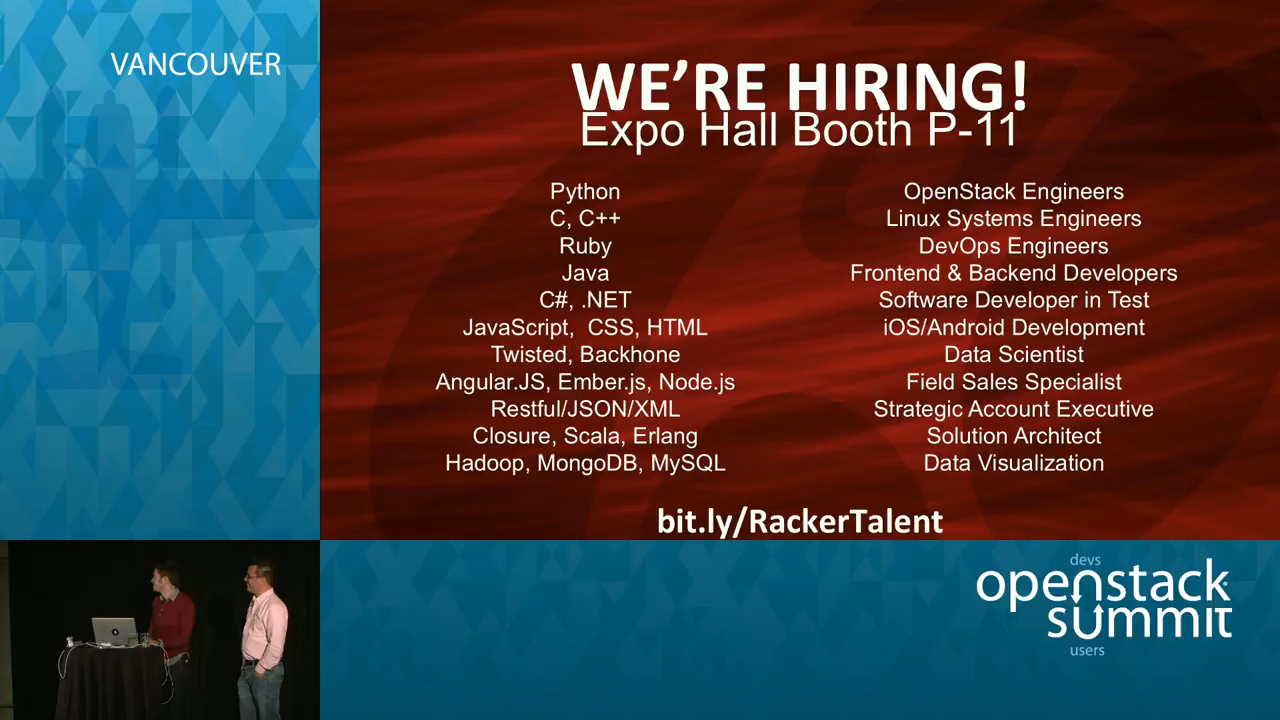 VANCOUVER
WE'RE HIRING!
Expo Hall Booth P-11
Python
C, C++
Ruby
Java
C#, .NET
JavaScript, CSS, HTML
Twisted, Backhone
Angular.JS, Ember.js, Node.js
Restful/JSON/XML
Closure, Scala, Erlang
Hadoop, MongoDB, MySQL
OpenStack Engineers
Linux Systems Engineers
DevOps Engineers
Frontend & Backend Developers
Software Developer in Test
iOS/Android Development
Data Scientist
Field Sales Specialist
Strategic Account Executive
Solution Architect
Data Visualization
bit.ly/RackerTalent
devs
openstack
summit
users